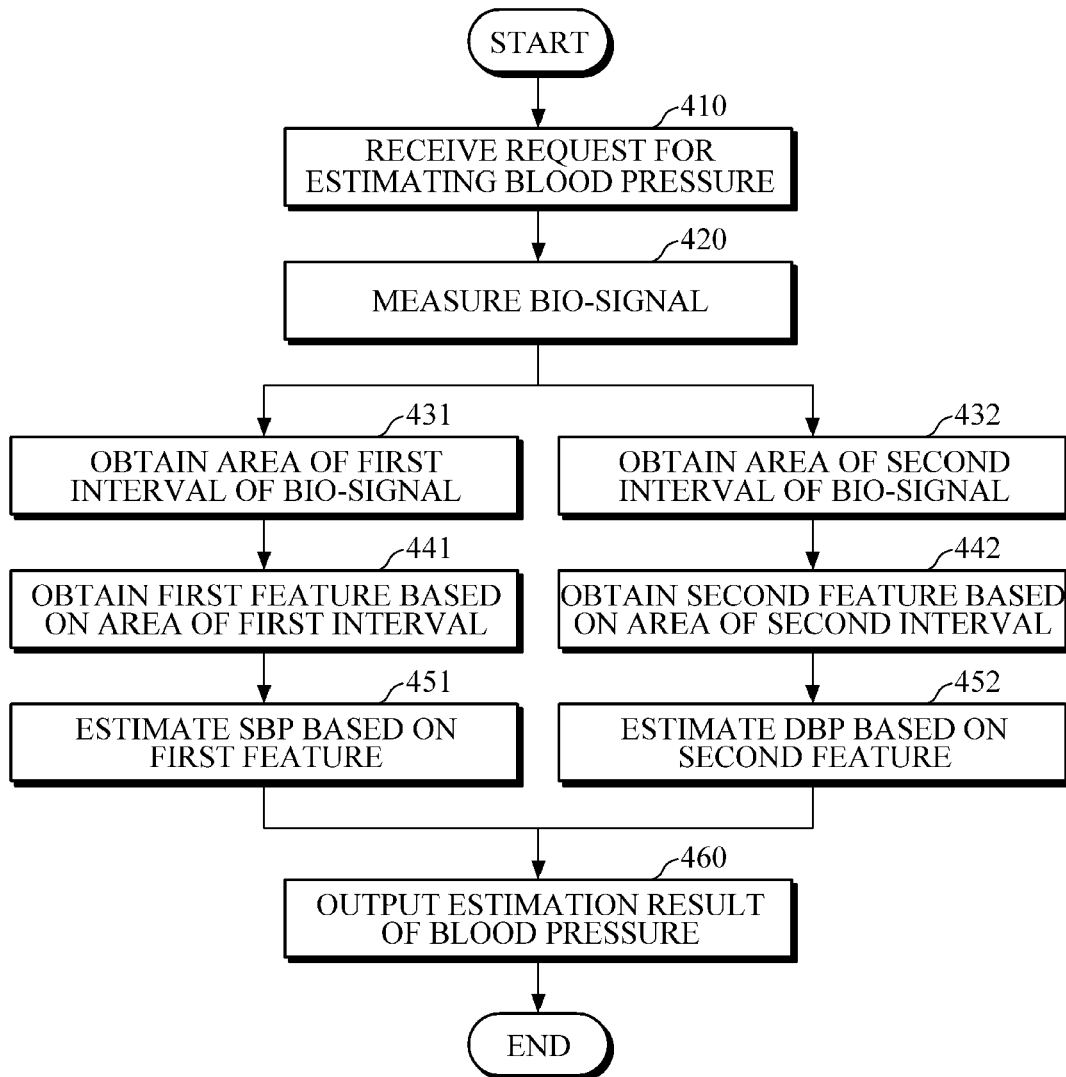 START
410
RECEIVE REQUEST FOR
ESTIMATING BLOOD PRESSURE
420
MEASURE BIO-SIGNAL
431
OBTAIN AREA OF FIRST
INTERVAL OF BIO-SIGNAL
432
OBTAIN AREA OF SECOND
INTERVAL OF BIO-SIGNAL
441
OBTAIN FIRST FEATURE BASED
ON AREA OF FIRST INTERVAL
442
OBTAIN SECOND FEATURE BASED
ON AREA OF SECOND INTERVAL
451
ESTIMATE SBP BASED ON
FIRST FEATURE
452
ESTIMATE DBP BASED ON
SECOND FEATURE
460
OUTPUT ESTIMATION RESULT
OF BLOOD PRESSURE
END